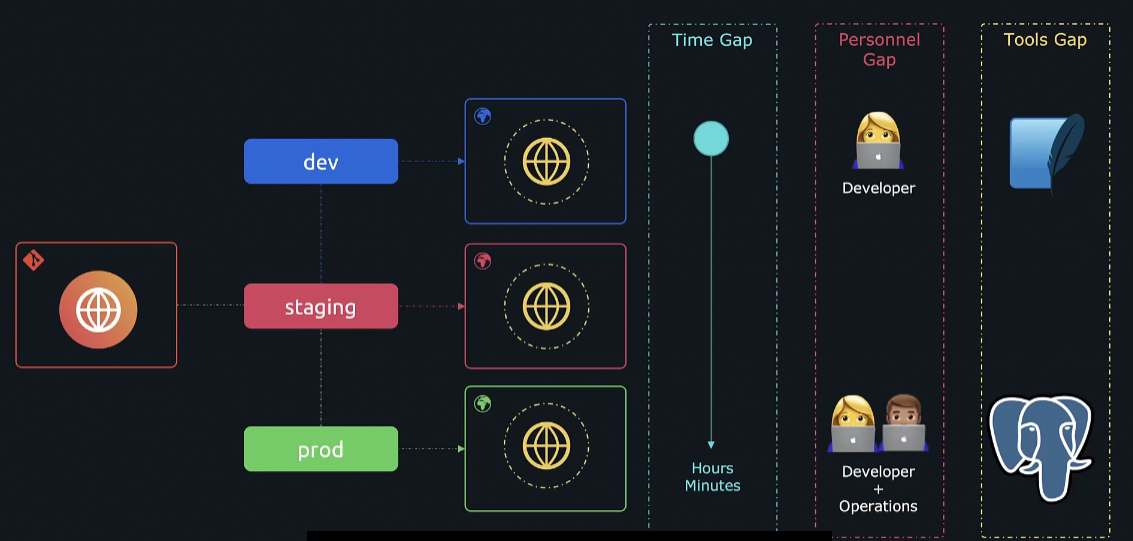 Time Gap
Personnel
Gap
Tools Gap
dev
Developer
staging
prod
Hours
Minutes
Developer
+
Operations